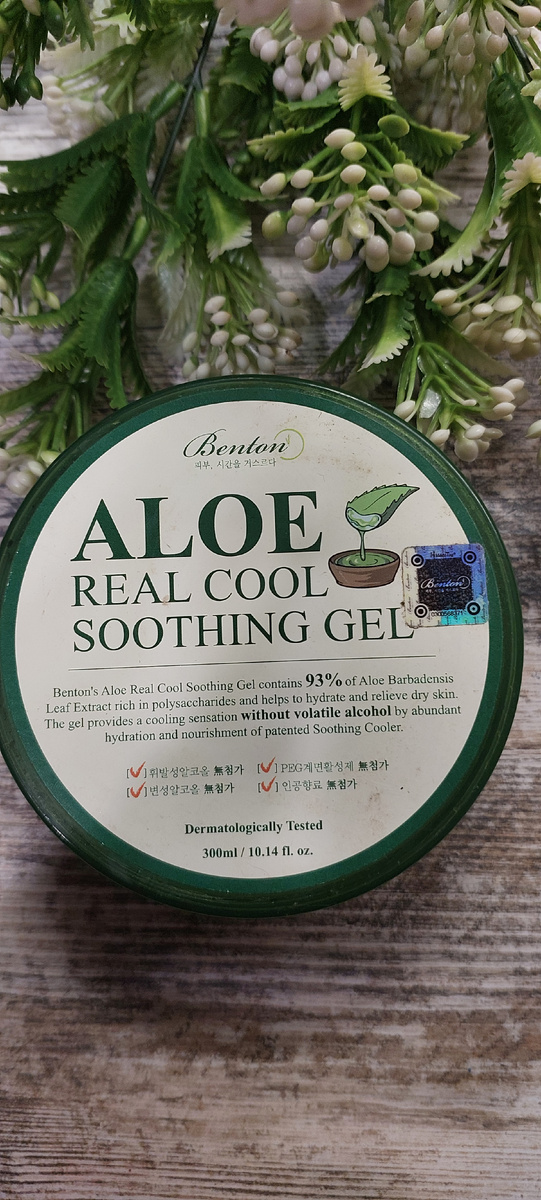 Benton
피부, 시간을 거스르다
ALOE
REAL COOL
SOOTHING GEL
Benton
Benton's Aloe Real Cool Soothing Gel contains 93% of Aloe Barbadensis
Leaf Extract rich in polysaccharides and helps to hydrate and relieve dry skin.
The gel provides a cooling sensation without volatile alcohol by abundant
hydration and nourishment of patented Soothing Cooler.
[✓]휘발성알코올 無첨가 [✓]PEG계면활성제 無첨가
[✓]변성알코올 無첨가 [✓]인공향료 無첨가
Dermatologically Tested
300ml / 10.14 fl. oz.